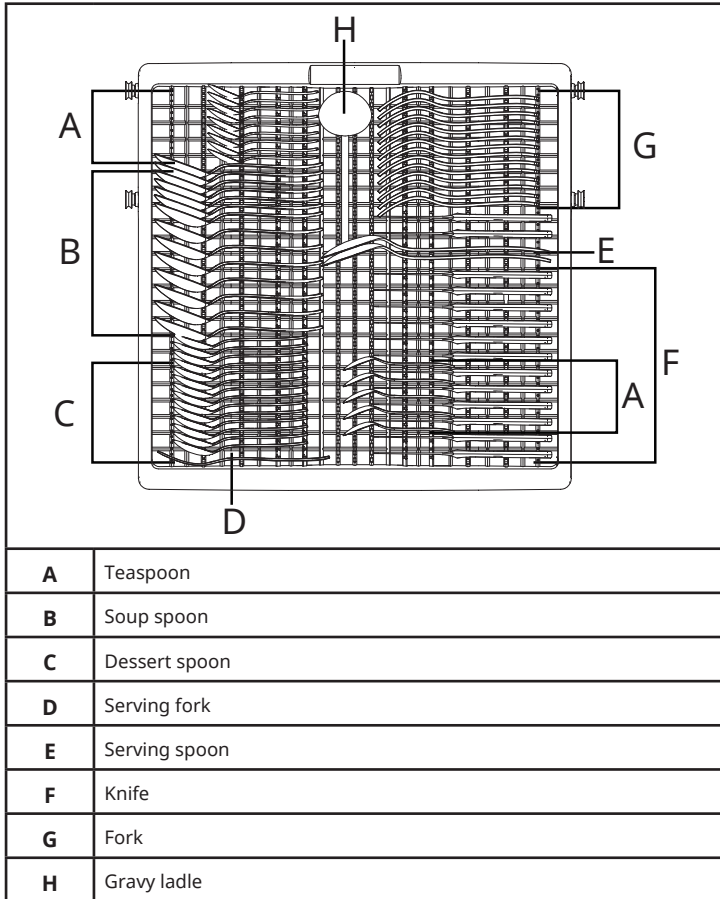 H
A
G
B
E
F
A
C
D
A Teaspoon
B Soup spoon
C Dessert spoon
D Serving fork
E Serving spoon
F Knife
G Fork
H Gravy ladle